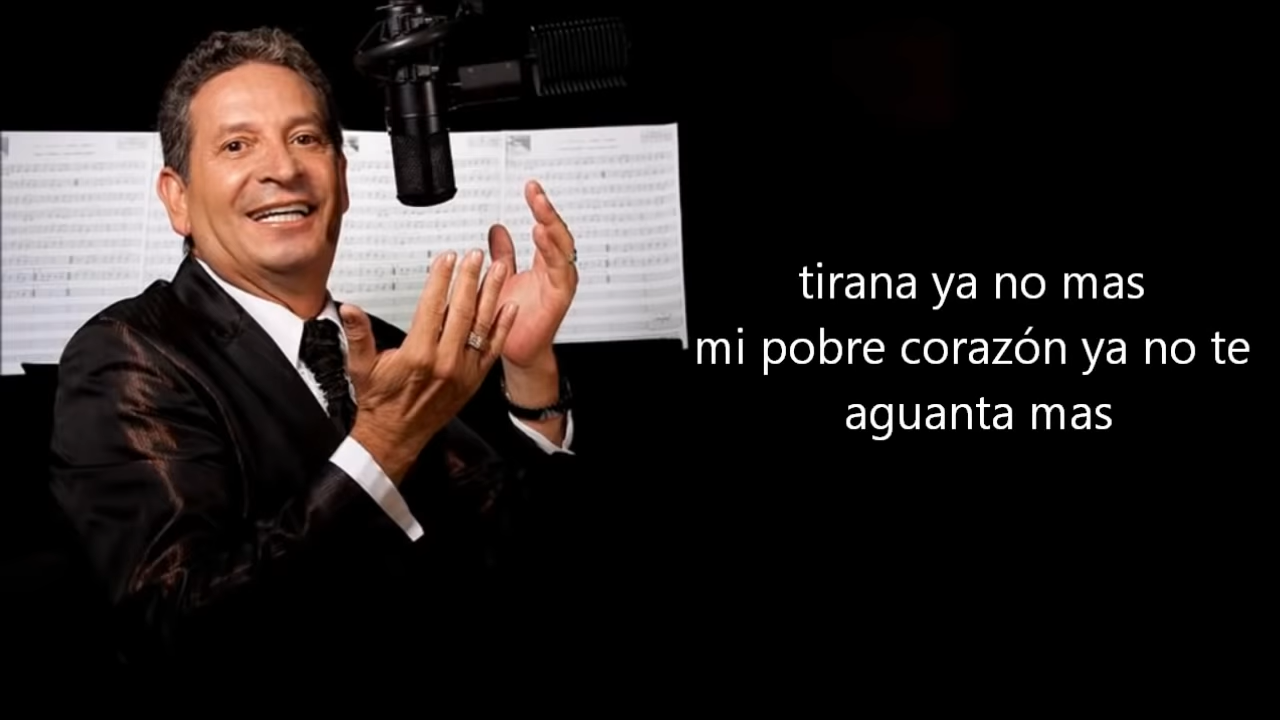 tirana ya no mas
mi pobre corazón ya no te
aguanta mas